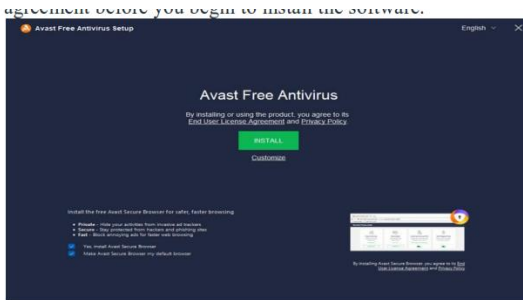 agreement before you begin to install the software.
Avast Free Antivirus Setup
English
Avast Free Antivirus
By installing or using the product, you agree to its
End User License Agreement and Privacy Policy
INSTALL
Customize
Install the free Avast Secure Browser for safer, faster browsing
Private - Hide your activities from invasive ad trackers
Secure - Stay protected from hackers and phishing sites
Fast - Block annoying ads for faster web browsing
Yes, install Avast Secure Browser
Make Avast Secure Browser my default browser
By installing Avast Secure Browser, you agree to its End
User License Agreement and Privacy Policy